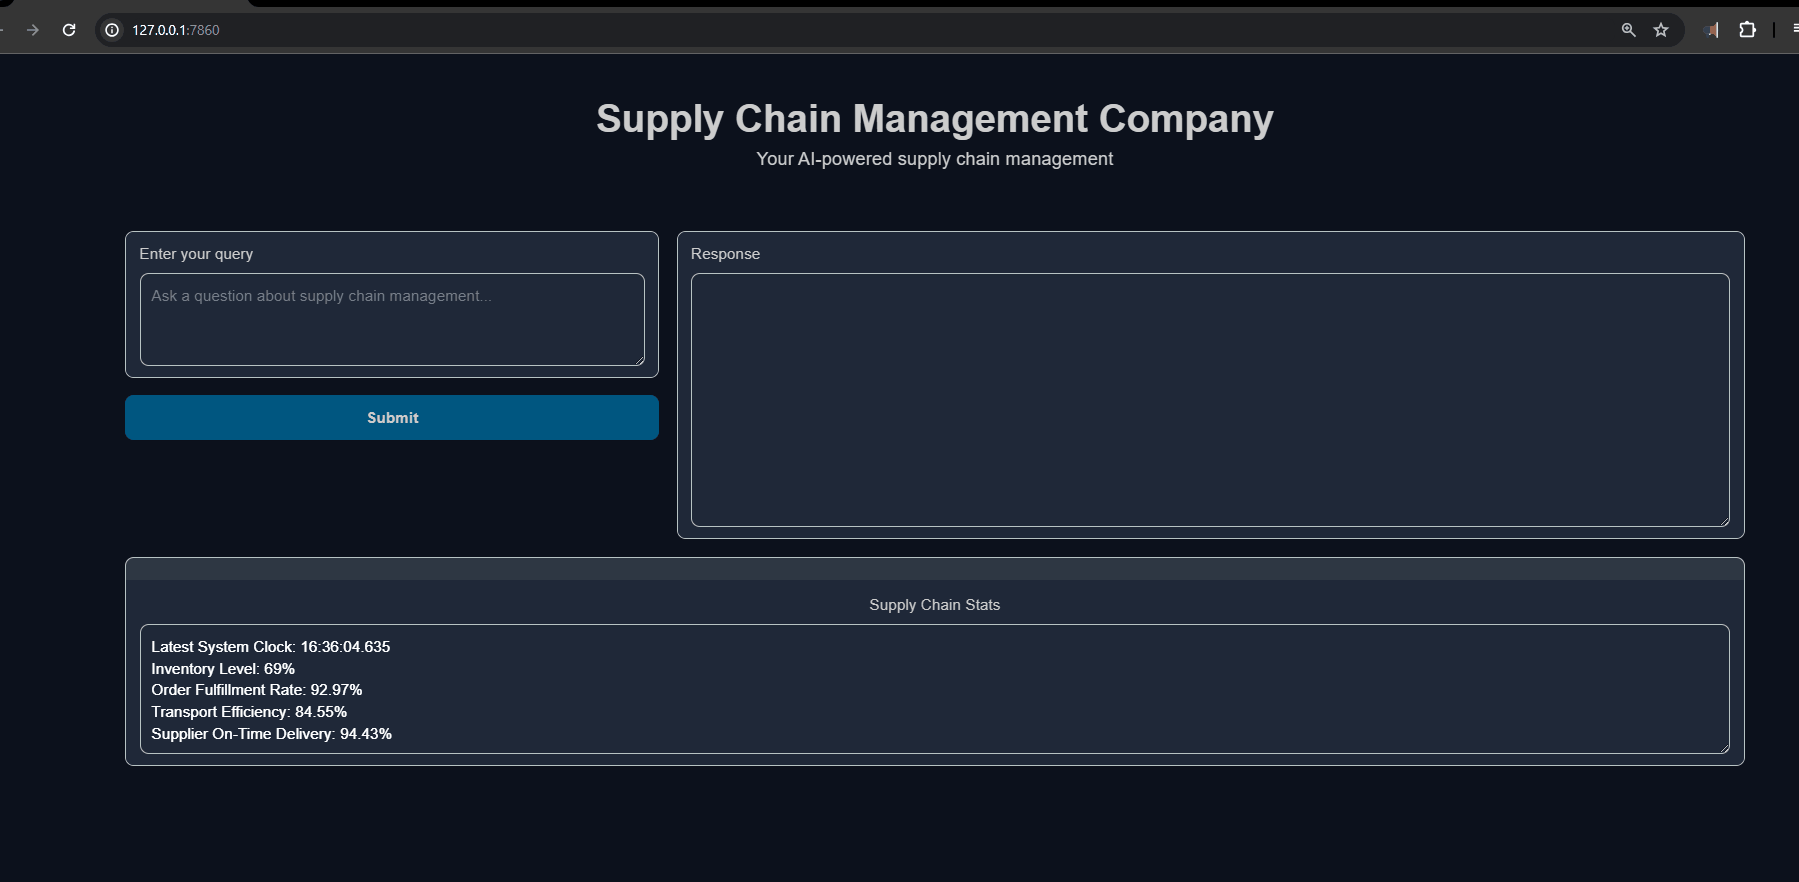 127.0.0.1:7860
Supply Chain Management Company
Your AI-powered supply chain management
Enter your query
Ask a question about supply chain management...
Submit
Response
Supply Chain Stats
Latest System Clock: 16:36:04.635
Inventory Level: 69%
Order Fulfillment Rate: 92.97%
Transport Efficiency: 84.55%
Supplier On-Time Delivery: 94.43%